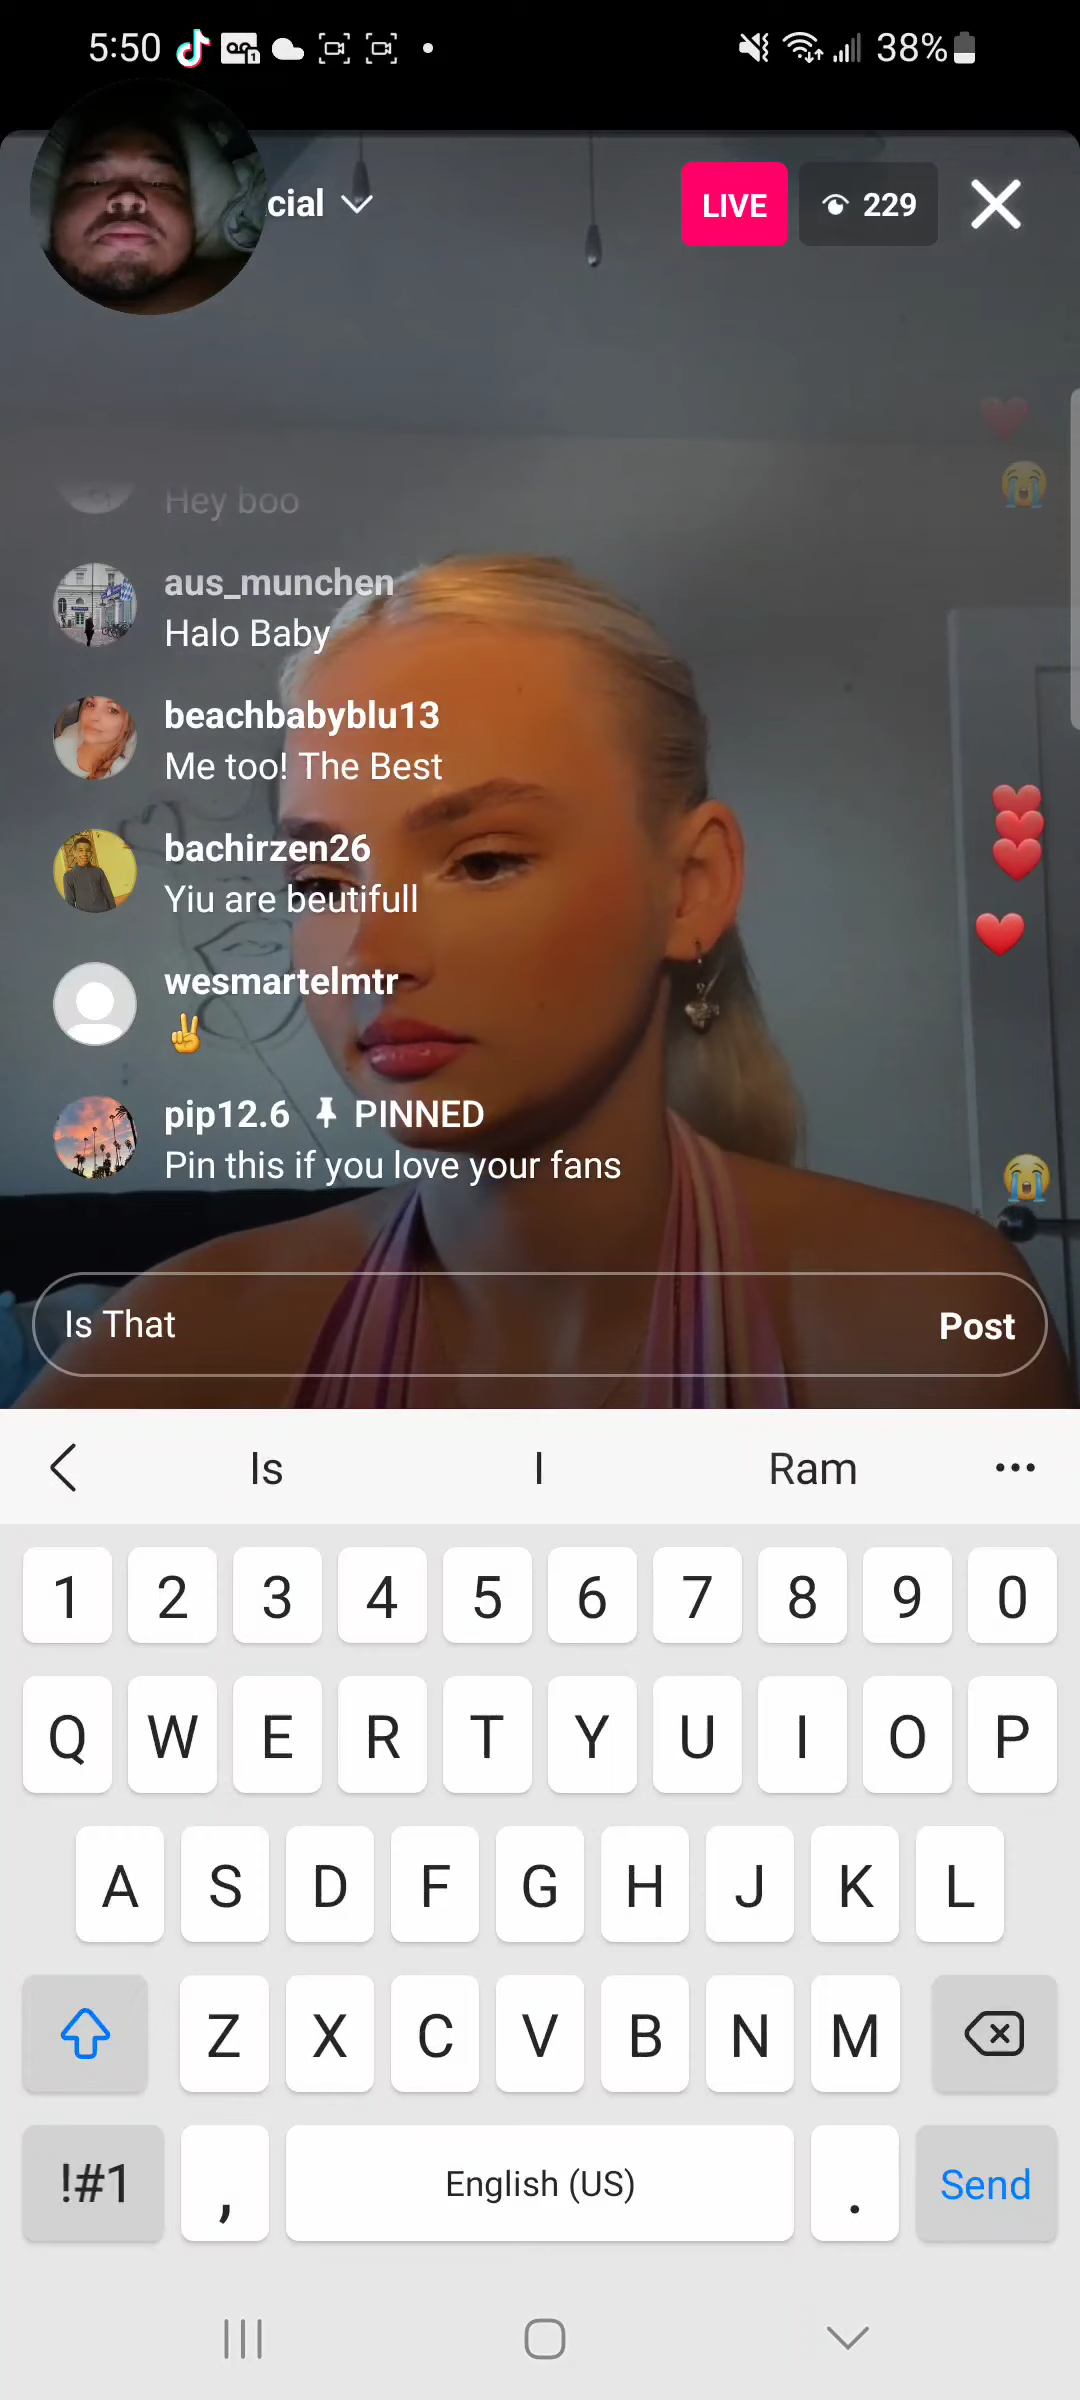 5:50
38%
cial
LIVE
229
Hey boo
aus_munchen
Halo Baby
beachbabyblu13
Me too! The Best
bachirzen26
Yiu are beutifull
wesmartelmtr
pip12.6 PINNED
Pin this if you love your fans
Is That
Post
Is I Ram
1 2 3 4 5 6 7 8 9 0
Q W E R T Y U I O P
A S D F G H J K L
Z X C V B N M
!#1 , English (US) . Send